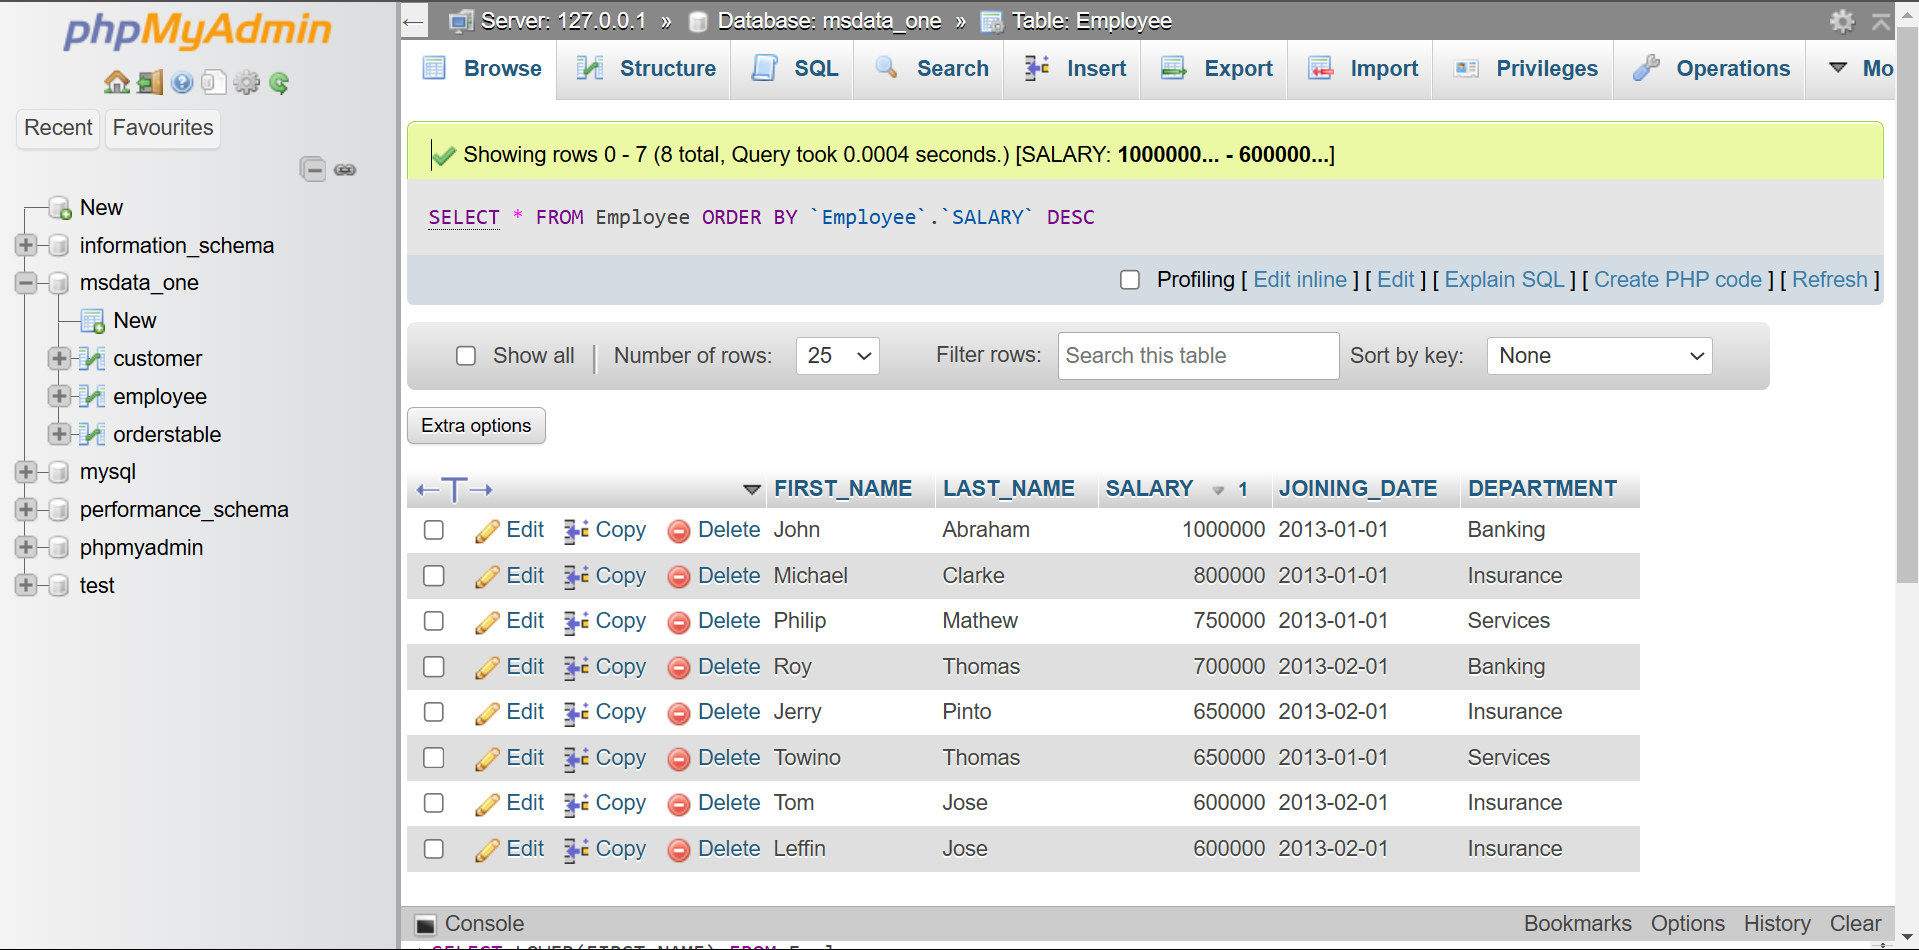 phpMyAdmin
Recent Favourites
New
information_schema
msdata_one
New
customer
employee
orderstable
mysql
performance_schema
phpmyadmin
test
← Server: 127.0.0.1 » Database: msdata_one » Table: Employee
Browse Structure SQL Search Insert Export Import Privileges Operations Mo
Showing rows 0 - 7 (8 total, Query took 0.0004 seconds.) [SALARY: 1000000... - 600000...]
SELECT * FROM Employee ORDER BY `Employee`.`SALARY` DESC
Profiling [ Edit inline ] [ Edit ] [ Explain SQL ] [ Create PHP code ] [ Refresh ]
Show all Number of rows: 25 Filter rows: Search this table Sort by key: None
Extra options
←T→ FIRST_NAME LAST_NAME SALARY 1 JOINING_DATE DEPARTMENT
Edit Copy Delete John Abraham 1000000 2013-01-01 Banking
Edit Copy Delete Michael Clarke 800000 2013-01-01 Insurance
Edit Copy Delete Philip Mathew 750000 2013-01-01 Services
Edit Copy Delete Roy Thomas 700000 2013-02-01 Banking
Edit Copy Delete Jerry Pinto 650000 2013-02-01 Insurance
Edit Copy Delete Towino Thomas 650000 2013-01-01 Services
Edit Copy Delete Tom Jose 600000 2013-02-01 Insurance
Edit Copy Delete Leffin Jose 600000 2013-02-01 Insurance
Console Bookmarks Options History Clear
SELECT LOWER(FIRST_NAME) FROM